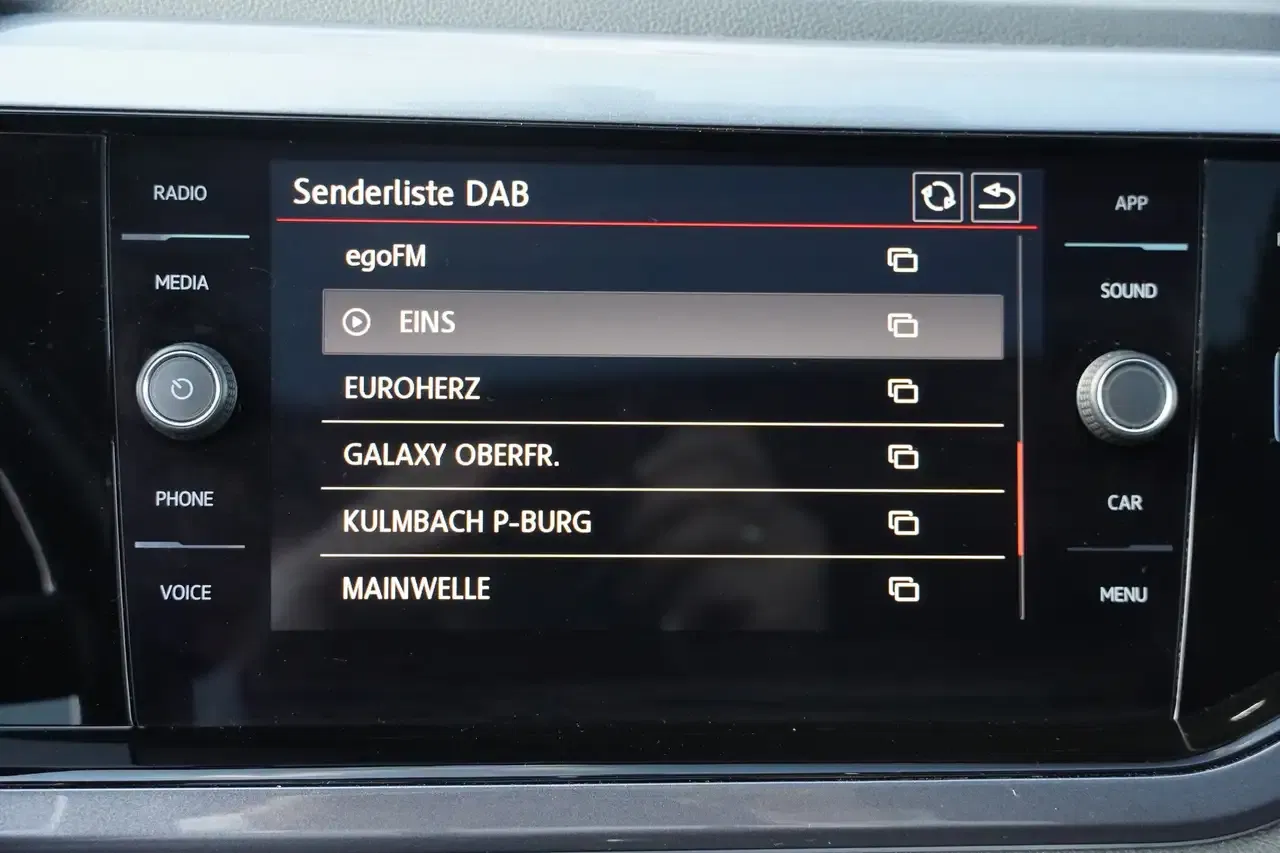 RADIO
MEDIA
PHONE
VOICE
Senderliste DAB
egoFM
EINS
EUROHERZ
GALAXY OBERFR.
KULMBACH P-BURG
MAINWELLE
APP
SOUND
CAR
MENU